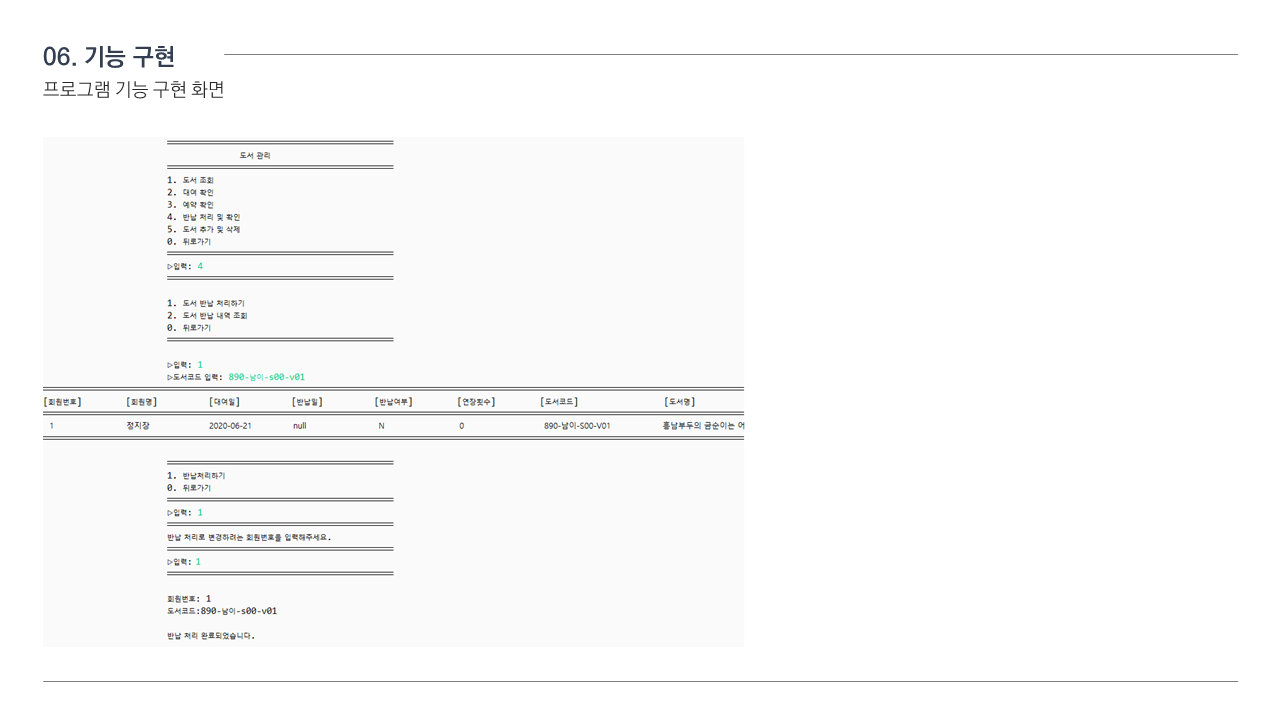 06. 기능 구현
프로그램 기능 구현 화면
도서 관리
1. 도서 조회
2. 대여 확인
3. 예약 확인
4. 반납 처리 및 확인
5. 도서 추가 및 삭제
0. 뒤로가기
▷입력: 4
1. 도서 반납 처리하기
2. 도서 반납 내역 조회
0. 뒤로가기
▷입력: 1
▷도서코드 입력: 890-남이-s00-v01
[회원번호] [회원명] [대여일] [반납일] [반납여부] [연장횟수] [도서코드] [도서명]
1 정지장 2020-06-21 null N 0 890-남이-S00-V01 흥남부두의 금순이는 어
1. 반납처리하기
0. 뒤로가기
▷입력: 1
반납 처리로 변경하려는 회원번호를 입력해주세요.
▷입력: 1
회원번호: 1
도서코드:890-남이-s00-v01
반납 처리 완료되었습니다.